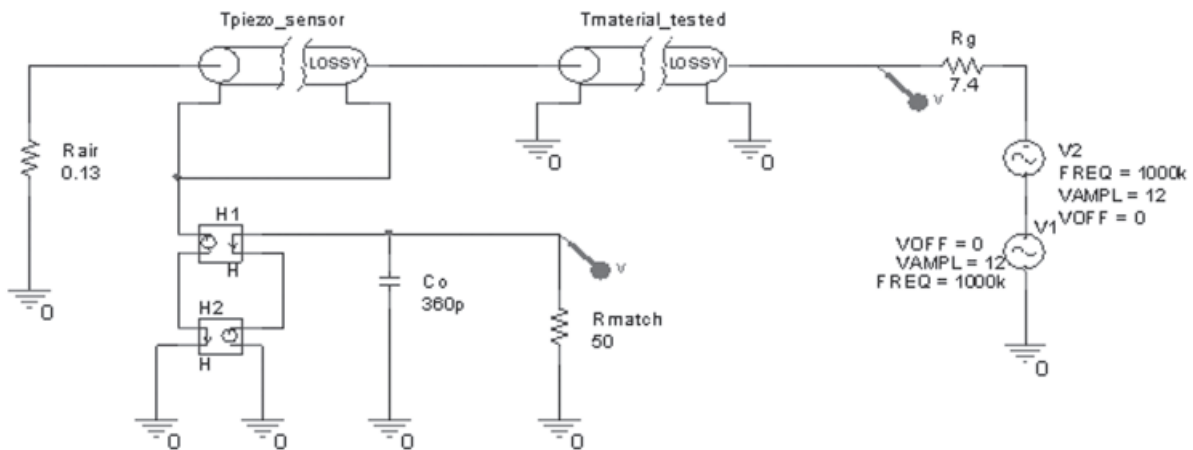 Tpiezo_sensor
Tmaterial_tested
Rg
7.4
LOSSY
LOSSY
V
Rair
0.13
0
0
0
V2
FREQ = 1000k
VAMPL = 12
VOFF = 0
V1
VOFF = 0
VAMPL = 12
FREQ = 1000k
H1
H
V
Co
360p
H2
H
Rmatch
50
0
0
0
0
0
0